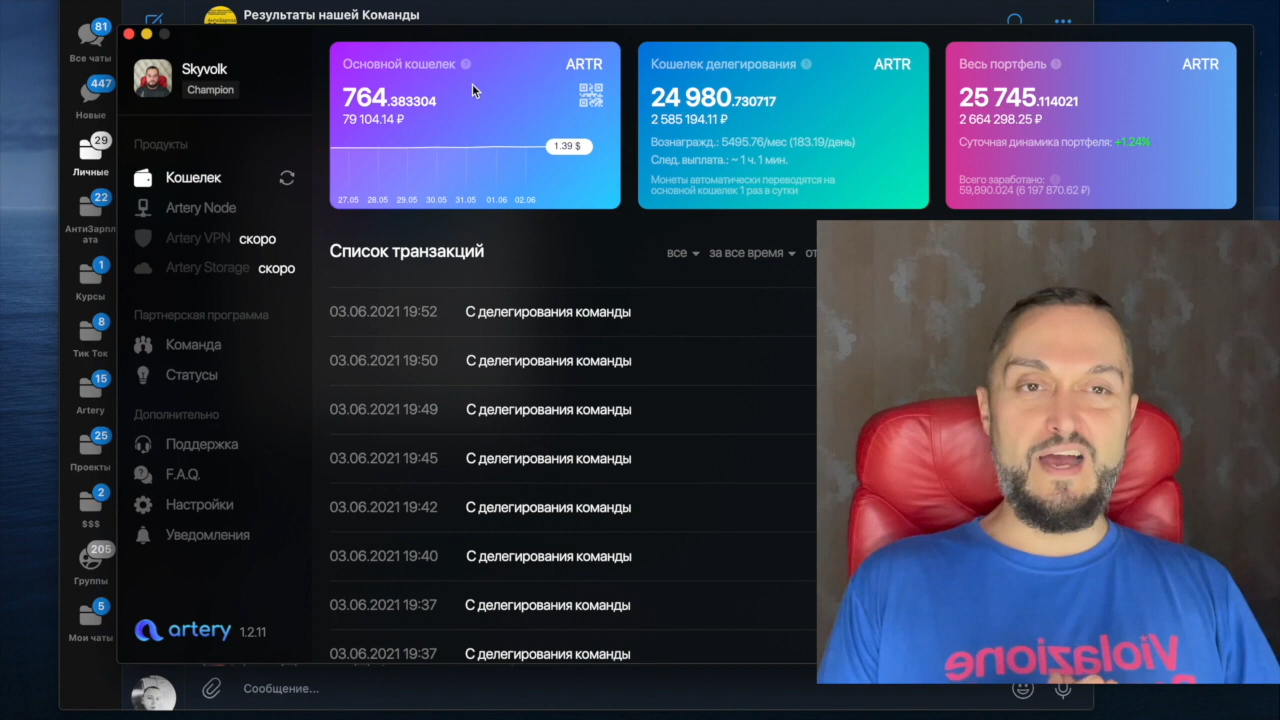 Результаты нашей Команды
81
Все чаты
447
Новые
29
Личные
22
АнтиЗарпл
ата
1
Курсы
8
Тик Ток
15
Artery
25
Проекты
2
$$$
205
Группы
5
Мои чаты
Skyvolk
Champion
Продукты
Кошелек
Artery Node
Artery VPN скоро
Artery Storage скоро
Партнерская программа
Команда
Статусы
Дополнительно
Поддержка
F.A.Q.
Настройки
Уведомления
artery 1.2.11
Основной кошелек ? ARTR
764.383304
79 104.14 ₽
1.39 $
27.05 28.05 29.05 30.05 31.05 01.06 02.06
Кошелек делегирования ? ARTR
24 980.730717
2 585 194.11 ₽
Вознагражд.: 5495.76/мес (183.19/день)
След. выплата.: ~ 1 ч. 1 мин.
Монеты автоматически переводятся на
основной кошелек 1 раз в сутки
Весь портфель ? ARTR
25 745.114021
2 664 298.25 ₽
Суточная динамика портфеля: +1.24%
Всего заработано:
59,890.024 (6 197 870.62 ₽)
Список транзакций
все за все время от
03.06.2021 19:52 С делегирования команды
03.06.2021 19:50 С делегирования команды
03.06.2021 19:49 С делегирования команды
03.06.2021 19:45 С делегирования команды
03.06.2021 19:42 С делегирования команды
03.06.2021 19:40 С делегирования команды
03.06.2021 19:37 С делегирования команды
03.06.2021 19:37 С делегирования команды
Сообщение...
Violazione